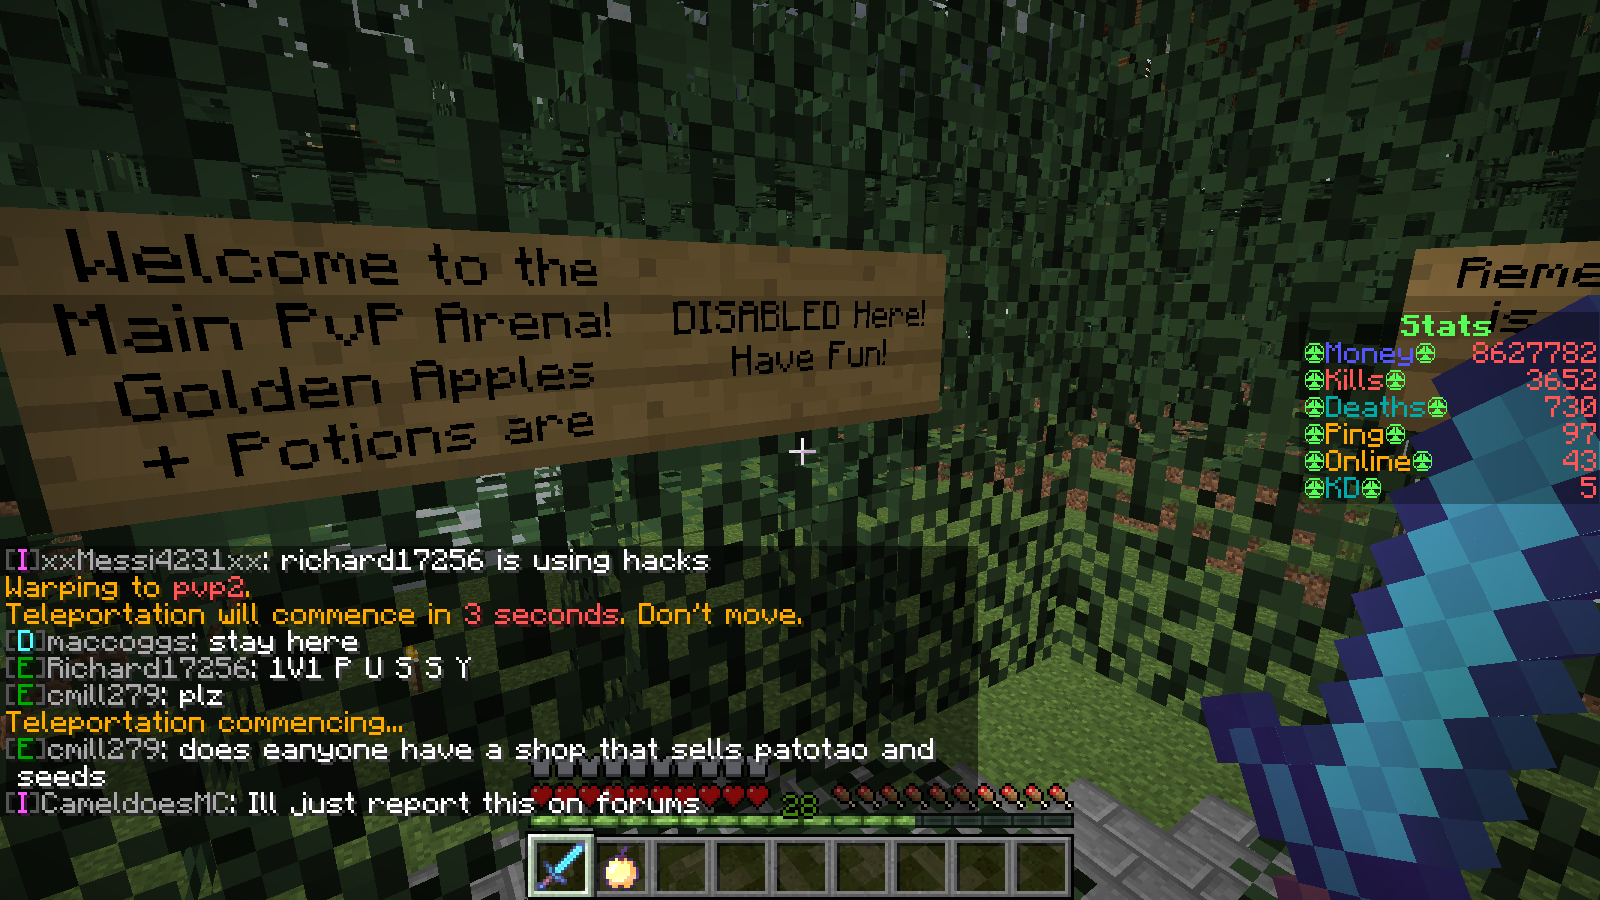 Welcome to the
Main PvP Arena!
Golden Apples
+ Potions are
DISABLED Here!
Have Fun!
is
Stats
Money 8627782
Kills 3652
Deaths 730
Ping 97
Online 43
KD 5
[I]xxMessi4231xx: richard17256 is using hacks
Warping to pvp2.
Teleportation will commence in 3 seconds. Don't move.
[D]maccoggs: stay here
[E]Richard17256: 1V1 P U S S Y
[E]cmill279: plz
Teleportation commencing...
[E]cmill279: does eanyone have a shop that sells patotao and
seeds
[I]CameldoesMC: Ill just report this on forums
28